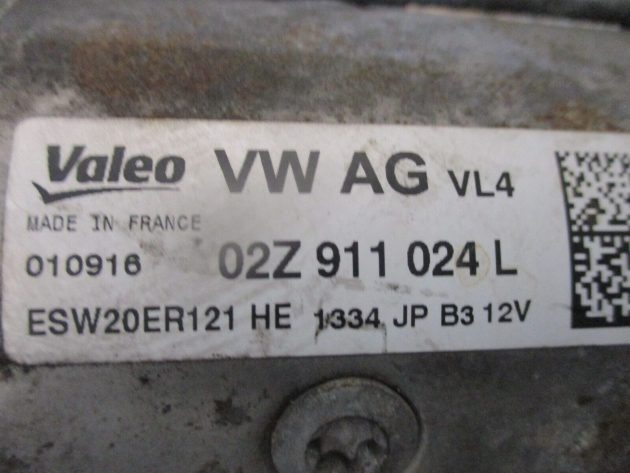 Valeo VW AG VL4
MADE IN FRANCE
010916 02Z 911 024 L
ESW20ER121 HE 1334 JP B3 12V